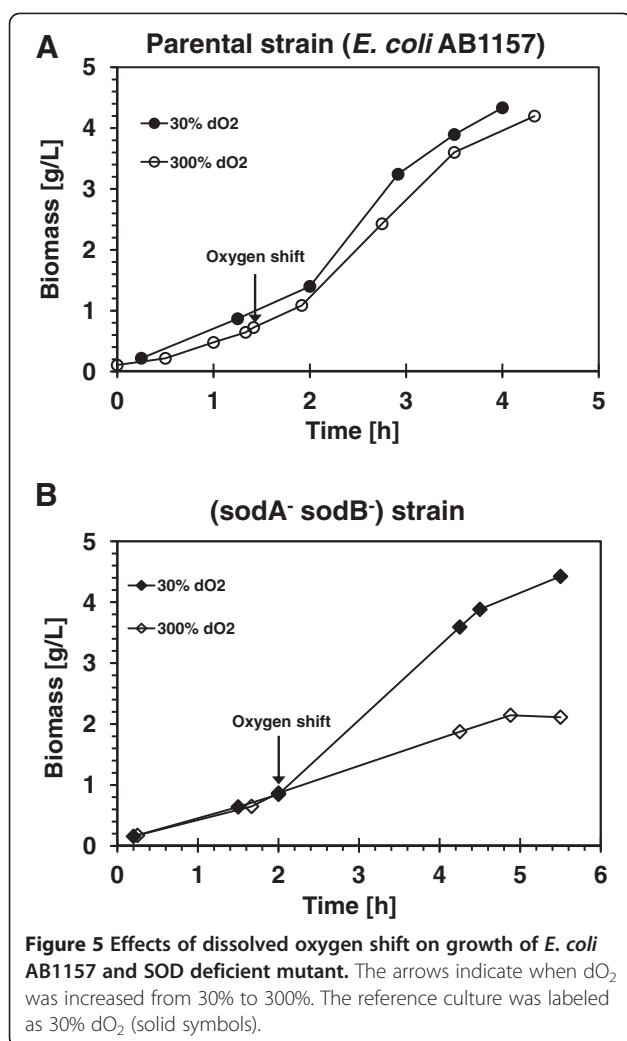 A
Parental strain (E. coli AB1157)
5
4
3
2
1
0
Biomass [g/L]
30% dO2
300% dO2
Oxygen shift
0 1 2 3 4 5
Time [h]
B
(sodA⁻ sodB⁻) strain
5
4
3
2
1
0
Biomass [g/L]
30% dO2
300% dO2
Oxygen shift
0 1 2 3 4 5 6
Time [h]
Figure 5 Effects of dissolved oxygen shift on growth of E. coli
AB1157 and SOD deficient mutant. The arrows indicate when dO₂
was increased from 30% to 300%. The reference culture was labeled
as 30% dO₂ (solid symbols).